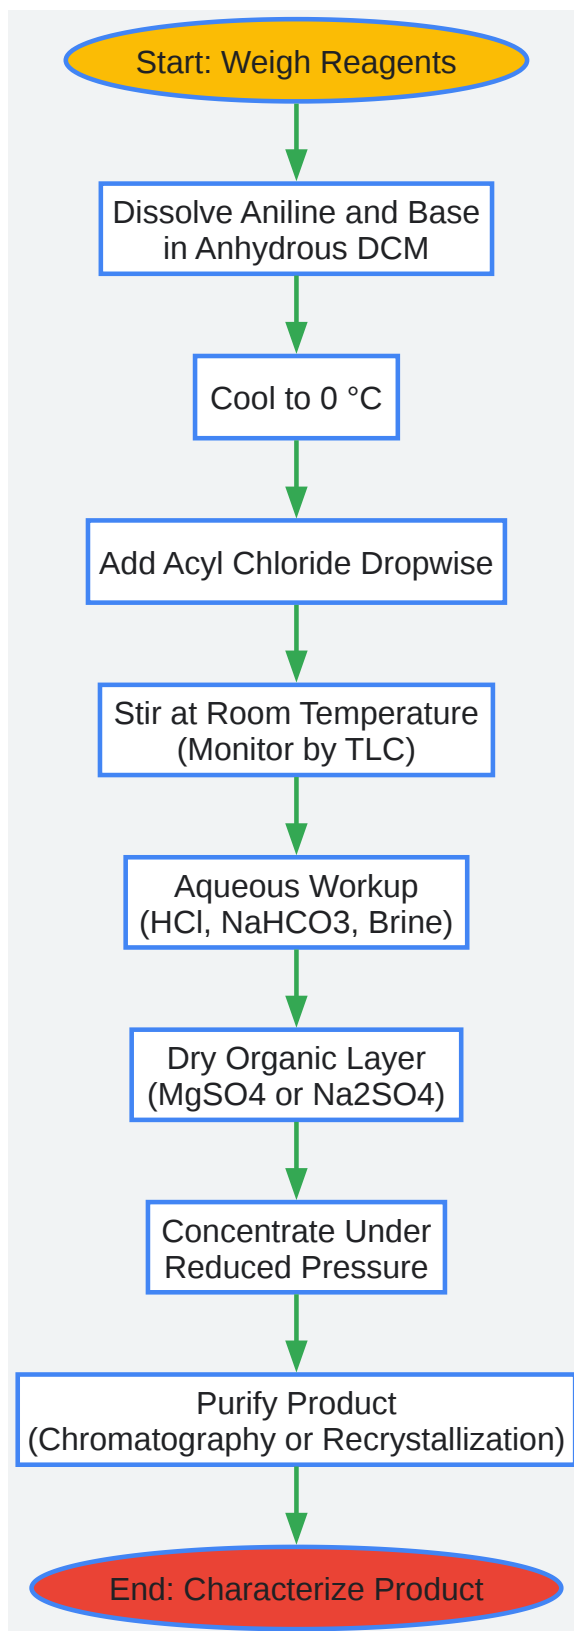 Start: Weigh Reagents
Dissolve Aniline and Base
in Anhydrous DCM
Cool to 0 °C
Add Acyl Chloride Dropwise
Stir at Room Temperature
(Monitor by TLC)
Aqueous Workup
(HCl, NaHCO3, Brine)
Dry Organic Layer
(MgSO4 or Na2SO4)
Concentrate Under
Reduced Pressure
Purify Product
(Chromatography or Recrystallization)
End: Characterize Product